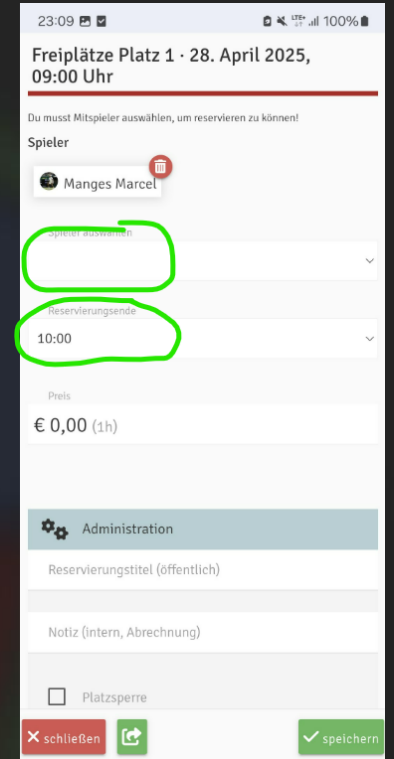 23:09 LTE+ 100%
Freiplätze Platz 1 · 28. April 2025,
09:00 Uhr
Du musst Mitspieler auswählen, um reservieren zu können!
Spieler
Manges Marcel
Spieler auswählen
Reservierungsende
10:00
Preis
€ 0,00 (1h)
Administration
Reservierungstitel (öffentlich)
Notiz (intern, Abrechnung)
Platzsperre
schließen speichern